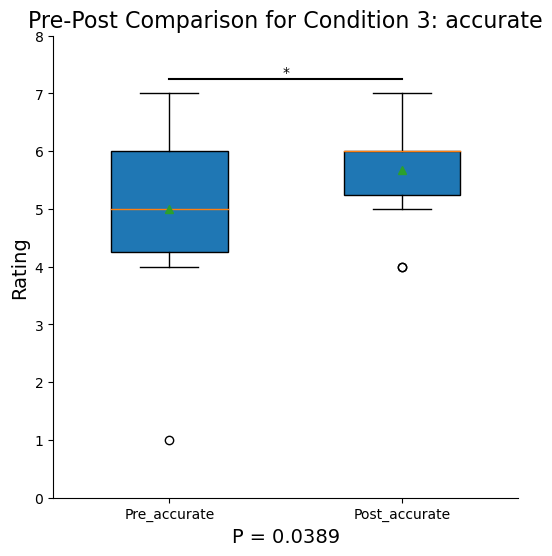 Pre-Post Comparison for Condition 3: accurate
8
*
7
6
5
4
3
2
1
0
Rating
Pre_accurate Post_accurate
P = 0.0389